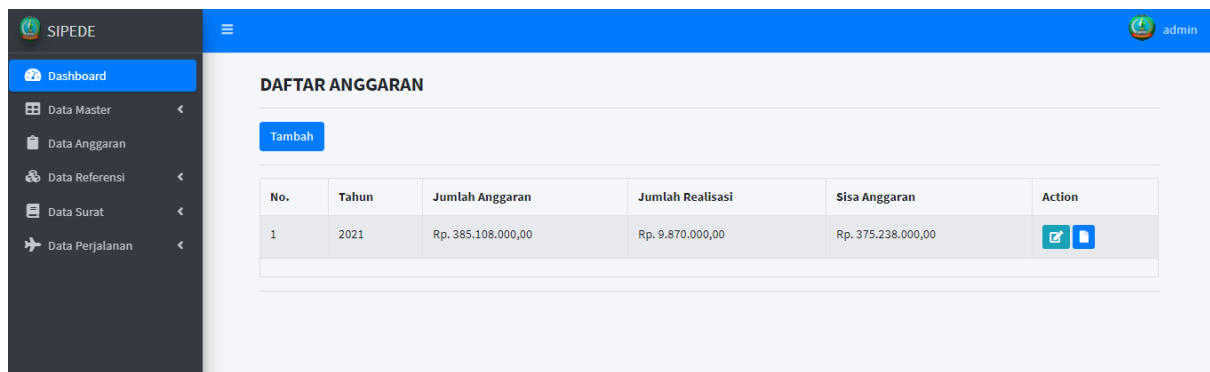 SIPEDE
admin
Dashboard
Data Master
Data Anggaran
Data Referensi
Data Surat
Data Perjalanan
DAFTAR ANGGARAN
Tambah
No. Tahun Jumlah Anggaran Jumlah Realisasi Sisa Anggaran Action
1 2021 Rp. 385.108.000,00 Rp. 9.870.000,00 Rp. 375.238.000,00